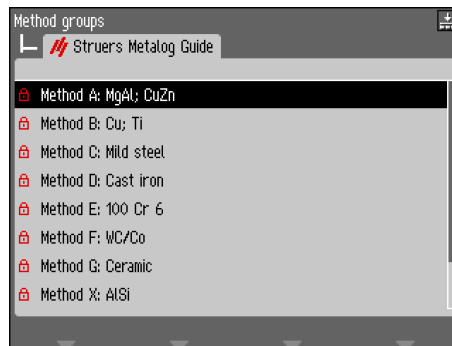 Method groups
Struers Metalog Guide
Method A: MgAl; CuZn
Method B: Cu; Ti
Method C: Mild steel
Method D: Cast iron
Method E: 100 Cr 6
Method F: WC/Co
Method G: Ceramic
Method X: AlSi